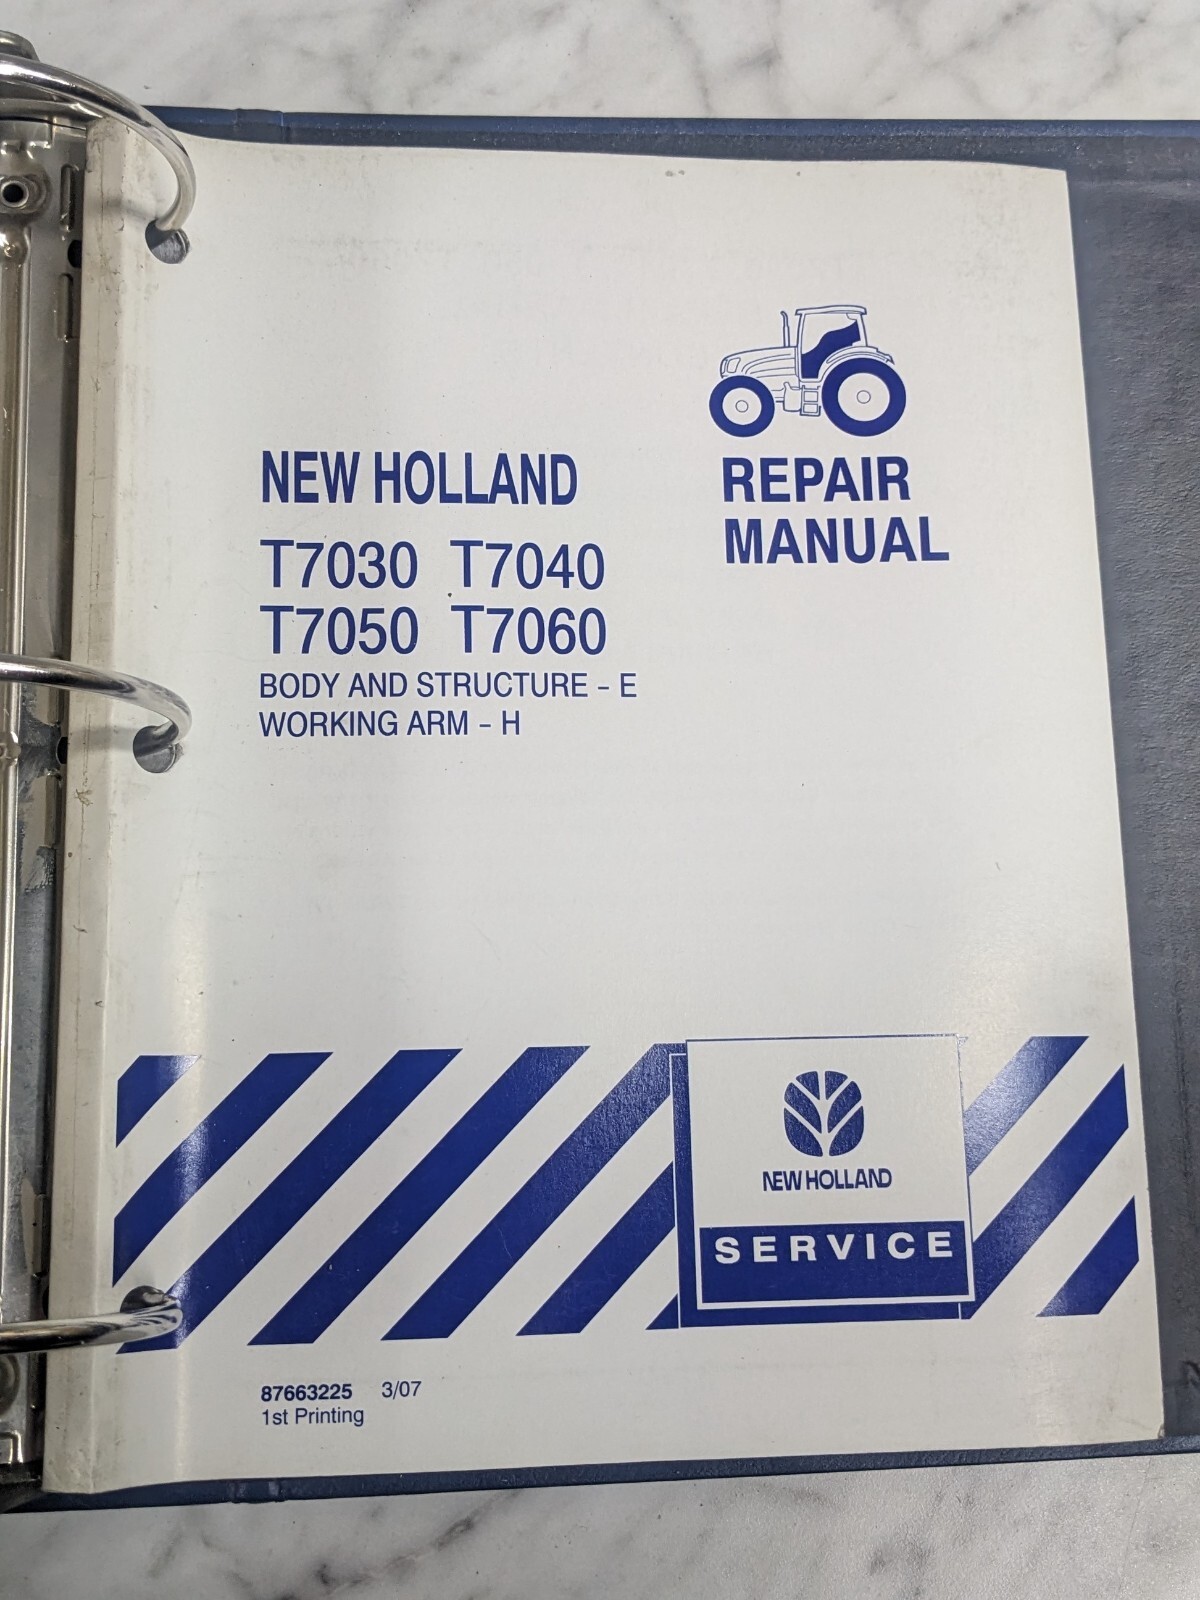 NEW HOLLAND
T7030 T7040
T7050 T7060
BODY AND STRUCTURE - E
WORKING ARM - H
REPAIR
MANUAL
NEW HOLLAND
SERVICE
87663225 3/07
1st Printing